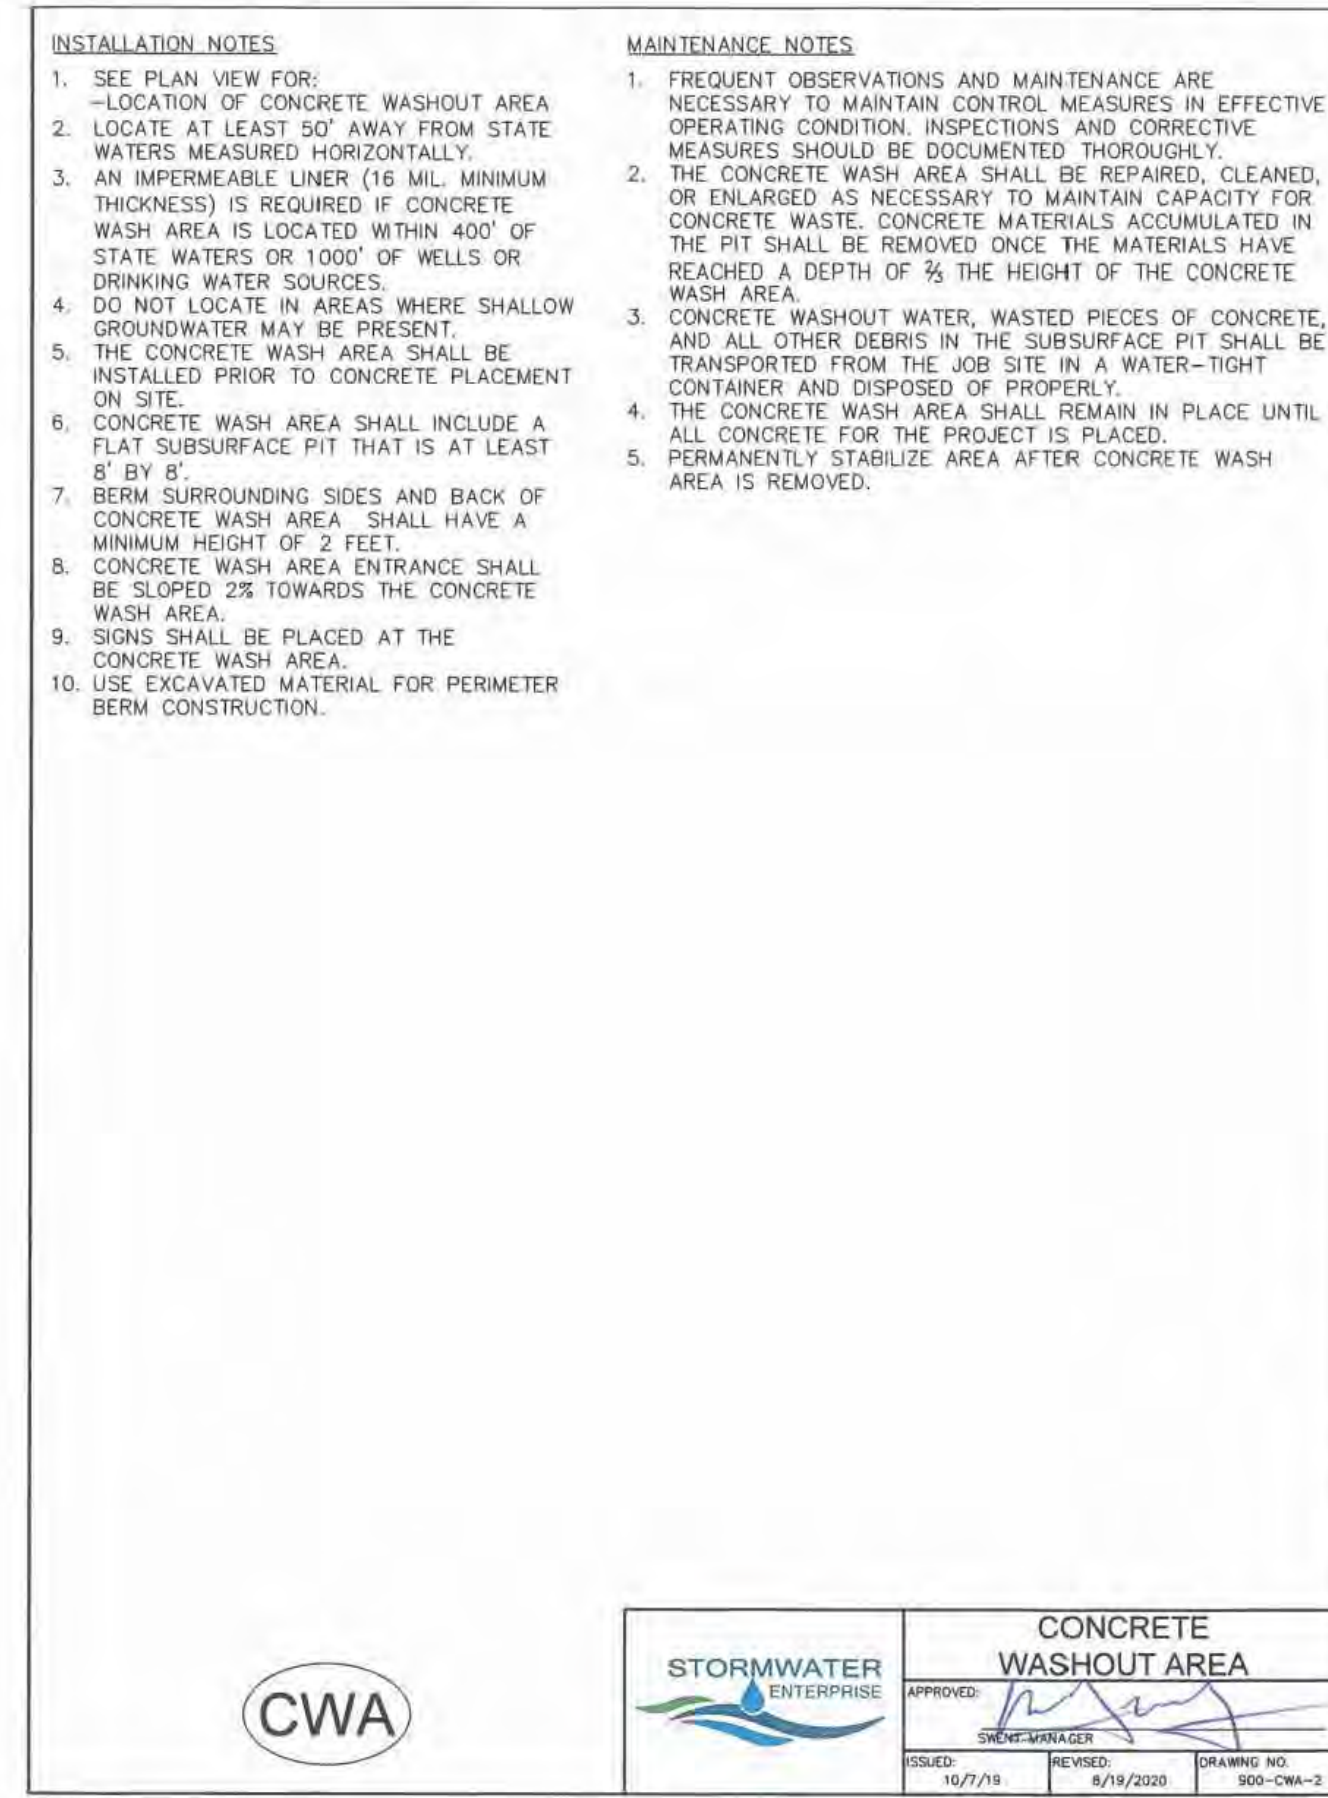 INSTALLATION NOTES
1. SEE PLAN VIEW FOR:
-LOCATION OF CONCRETE WASHOUT AREA
2. LOCATE AT LEAST 50' AWAY FROM STATE
WATERS MEASURED HORIZONTALLY.
3. AN IMPERMEABLE LINER (16 MIL. MINIMUM
THICKNESS) IS REQUIRED IF CONCRETE
WASH AREA IS LOCATED WITHIN 400' OF
STATE WATERS OR 1000' OF WELLS OR
DRINKING WATER SOURCES.
4. DO NOT LOCATE IN AREAS WHERE SHALLOW
GROUNDWATER MAY BE PRESENT.
5. THE CONCRETE WASH AREA SHALL BE
INSTALLED PRIOR TO CONCRETE PLACEMENT
ON SITE.
6. CONCRETE WASH AREA SHALL INCLUDE A
FLAT SUBSURFACE PIT THAT IS AT LEAST
8' BY 8'.
7. BERM SURROUNDING SIDES AND BACK OF
CONCRETE WASH AREA SHALL HAVE A
MINIMUM HEIGHT OF 2 FEET.
8. CONCRETE WASH AREA ENTRANCE SHALL
BE SLOPED 2% TOWARDS THE CONCRETE
WASH AREA.
9. SIGNS SHALL BE PLACED AT THE
CONCRETE WASH AREA.
10. USE EXCAVATED MATERIAL FOR PERIMETER
BERM CONSTRUCTION.
MAINTENANCE NOTES
1. FREQUENT OBSERVATIONS AND MAINTENANCE ARE
NECESSARY TO MAINTAIN CONTROL MEASURES IN EFFECTIVE
OPERATING CONDITION. INSPECTIONS AND CORRECTIVE
MEASURES SHOULD BE DOCUMENTED THOROUGHLY.
2. THE CONCRETE WASH AREA SHALL BE REPAIRED, CLEANED,
OR ENLARGED AS NECESSARY TO MAINTAIN CAPACITY FOR
CONCRETE WASTE. CONCRETE MATERIALS ACCUMULATED IN
THE PIT SHALL BE REMOVED ONCE THE MATERIALS HAVE
REACHED A DEPTH OF ⅔ THE HEIGHT OF THE CONCRETE
WASH AREA.
3. CONCRETE WASHOUT WATER, WASTED PIECES OF CONCRETE,
AND ALL OTHER DEBRIS IN THE SUBSURFACE PIT SHALL BE
TRANSPORTED FROM THE JOB SITE IN A WATER-TIGHT
CONTAINER AND DISPOSED OF PROPERLY.
4. THE CONCRETE WASH AREA SHALL REMAIN IN PLACE UNTIL
ALL CONCRETE FOR THE PROJECT IS PLACED.
5. PERMANENTLY STABILIZE AREA AFTER CONCRETE WASH
AREA IS REMOVED.
CWA
STORMWATER
ENTERPRISE
CONCRETE
WASHOUT AREA
APPROVED:
SWENT MANAGER
ISSUED:
10/7/19
REVISED:
8/19/2020
DRAWING NO.
900-CWA-2